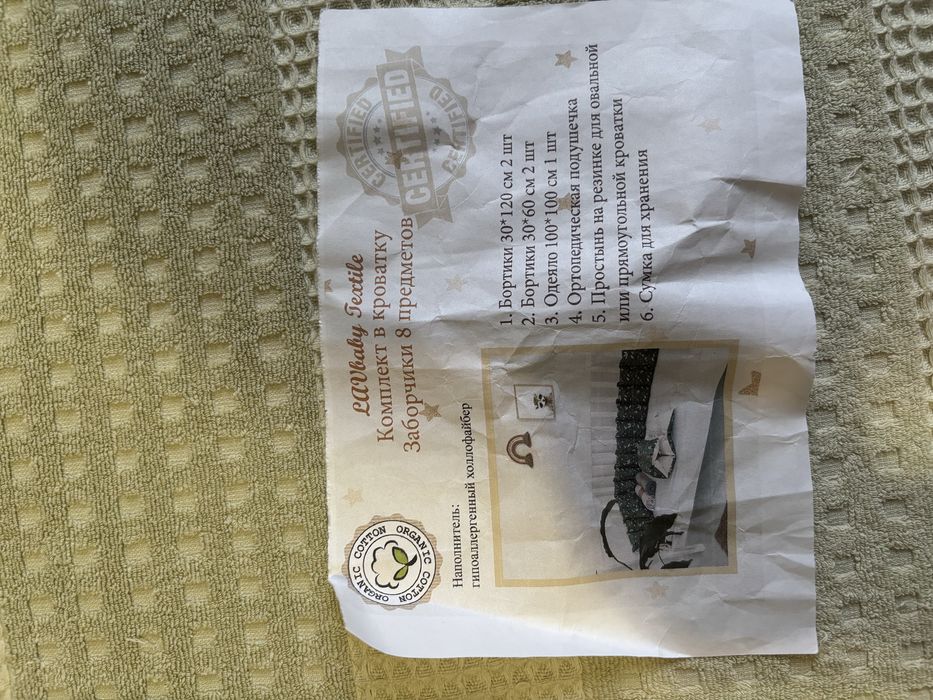 ORGANIC COTTON ORGANIC COTTON
LAVbaby Textile
Комплект в кроватку
Заборчики 8 предметов
CERTIFIED
CERTIFIED
CERTIFIED
Наполнитель:
гипоаллергенный холлофайбер
1. Бортики 30*120 см 2 шт
2. Бортики 30*60 см 2 шт
3. Одеяло 100*100 см 1 шт
4. Ортопедическая подушечка
5. Простынь на резинке для овальной
или прямоугольной кроватки
6. Сумка для хранения